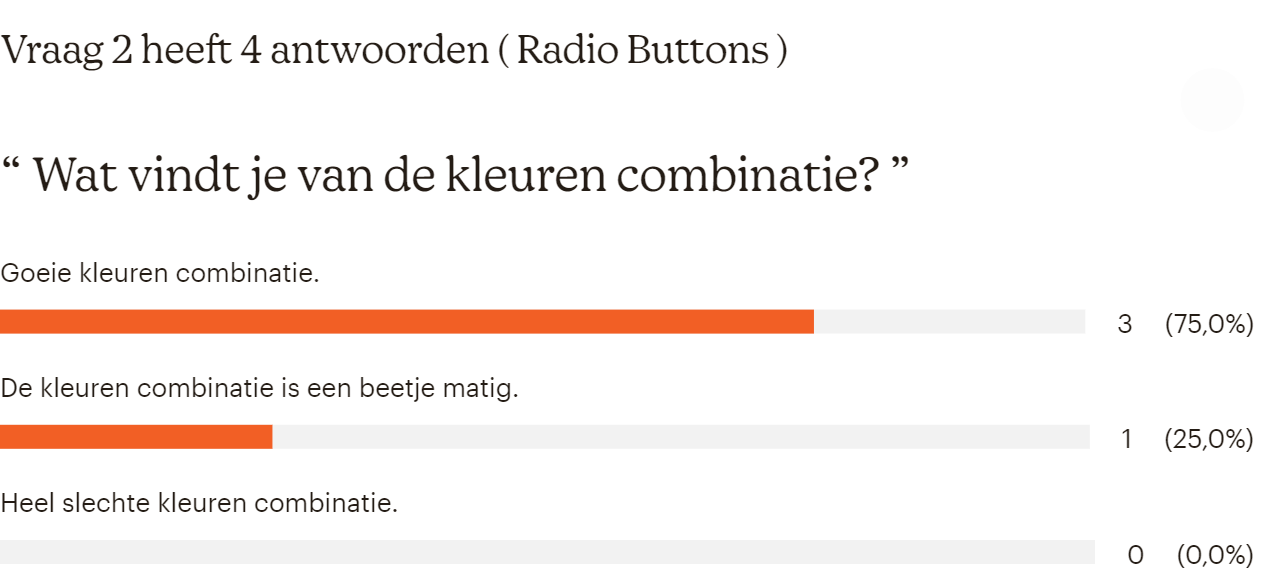 Vraag 2 heeft 4 antwoorden ( Radio Buttons )
“ Wat vindt je van de kleuren combinatie? ”
Goeie kleuren combinatie.
3 (75,0%)
De kleuren combinatie is een beetje matig.
1 (25,0%)
Heel slechte kleuren combinatie.
0 (0,0%)